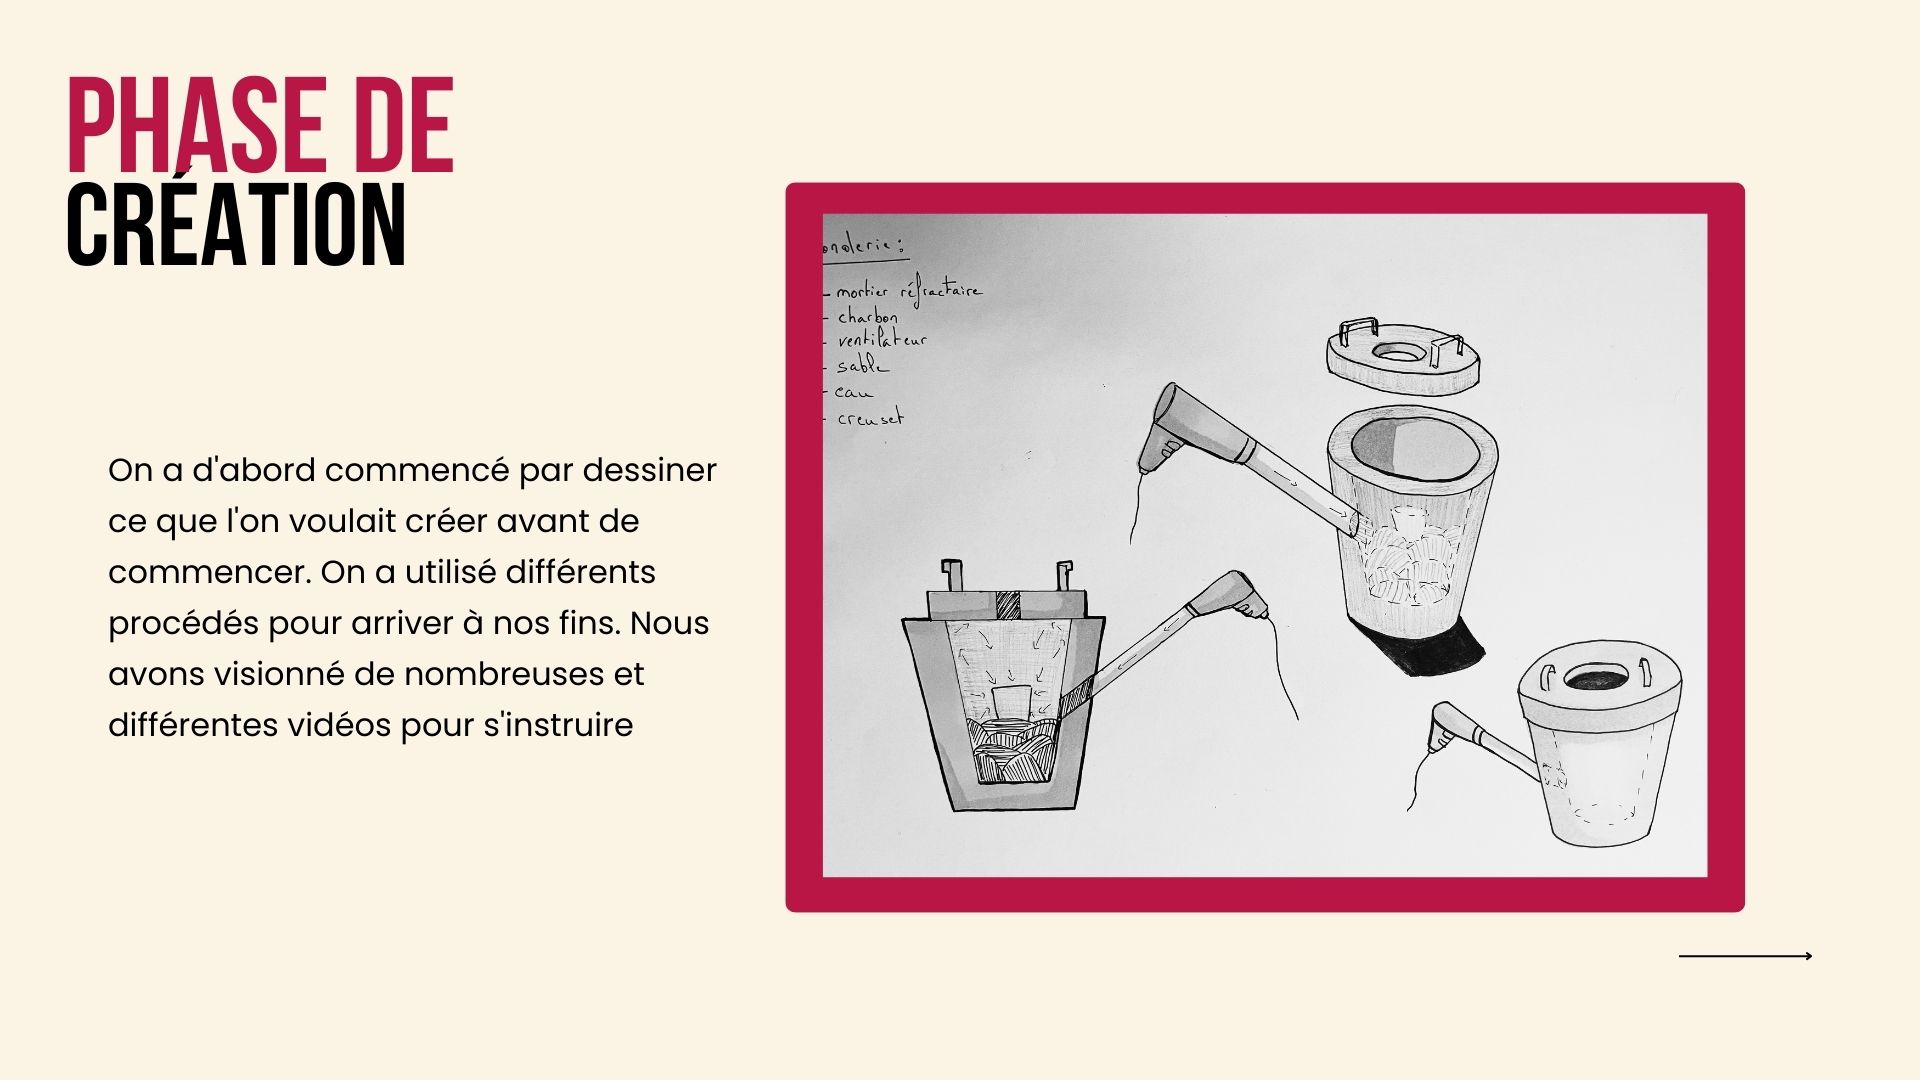 PHASE DE
CRÉATION
On a d'abord commencé par dessiner
ce que l'on voulait créer avant de
commencer. On a utilisé différents
procédés pour arriver à nos fins. Nous
avons visionné de nombreuses et
différentes vidéos pour s'instruire
onderie :
- mortier réfractaire
- charbon
- ventilateur
- sable
- eau
- creuset